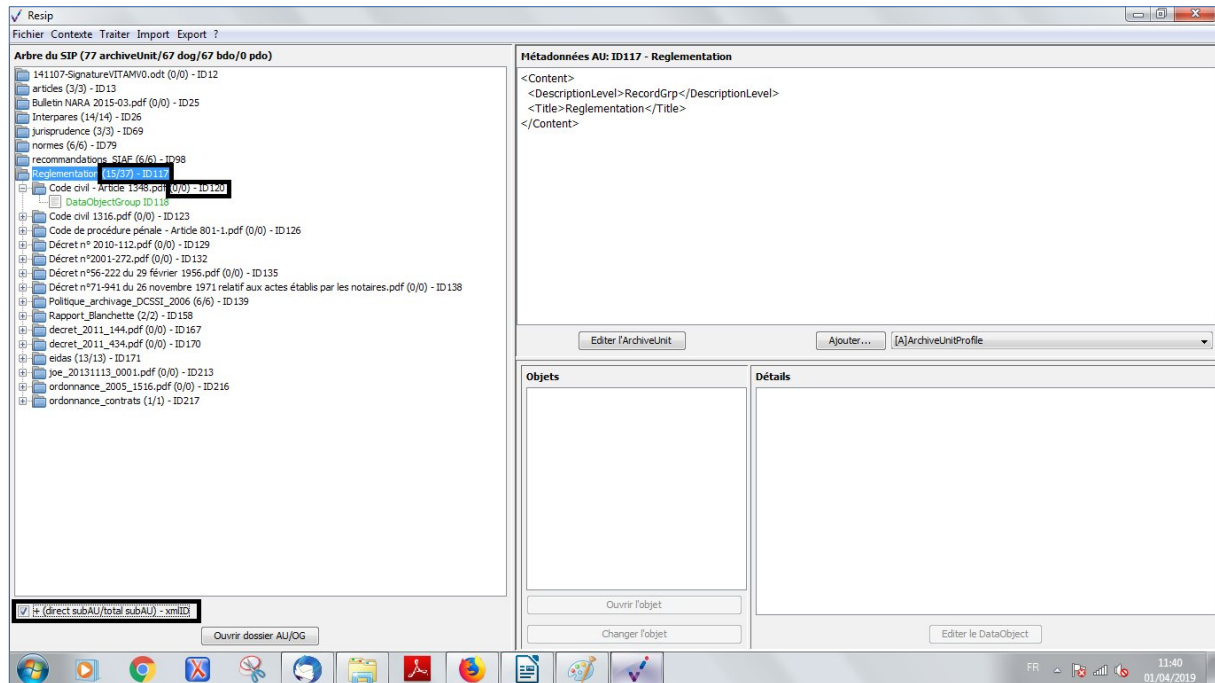 Resip
Fichier Contexte Traiter Import Export ?
Arbre du SIP (77 archiveUnit/67 dog/67 bdo/0 pdo)
141107-SignatureVITAMV0.odt (0/0) - ID12
articles (3/3) - ID13
Bulletin NARA 2015-03.pdf (0/0) - ID25
Interpares (14/14) - ID26
jurisprudence (3/3) - ID69
normes (6/6) - ID79
recommandations_SIAF (6/6) - ID98
Reglementation (15/37) - ID117
Code civil - Article 1348.pdf (0/0) - ID120
DataObjectGroup ID118
Code civil 1316.pdf (0/0) - ID123
Code de procédure pénale - Article 801-1.pdf (0/0) - ID126
Décret n° 2010-112.pdf (0/0) - ID129
Décret n°2001-272.pdf (0/0) - ID132
Décret n°56-222 du 29 février 1956.pdf (0/0) - ID135
Décret n°71-941 du 26 novembre 1971 relatif aux actes établis par les notaires.pdf (0/0) - ID138
Politique_archivage_DCSSI_2006 (6/6) - ID139
Rapport_Blanchette (2/2) - ID158
decret_2011_144.pdf (0/0) - ID167
decret_2011_434.pdf (0/0) - ID170
eidas (13/13) - ID171
joe_20131113_0001.pdf (0/0) - ID213
ordonnance_2005_1516.pdf (0/0) - ID216
ordonnance_contrats (1/1) - ID217
+ (direct subAU/total subAU) - xmlID
Ouvrir dossier AU/OG
Métadonnées AU: ID117 - Reglementation
<Content>
<DescriptionLevel>RecordGrp</DescriptionLevel>
<Title>Reglementation</Title>
</Content>
Editer l'ArchiveUnit
Ajouter...
[A]ArchiveUnitProfile
Objets
Détails
Ouvrir l'objet
Changer l'objet
Editer le DataObject
FR
11:40
01/04/2019